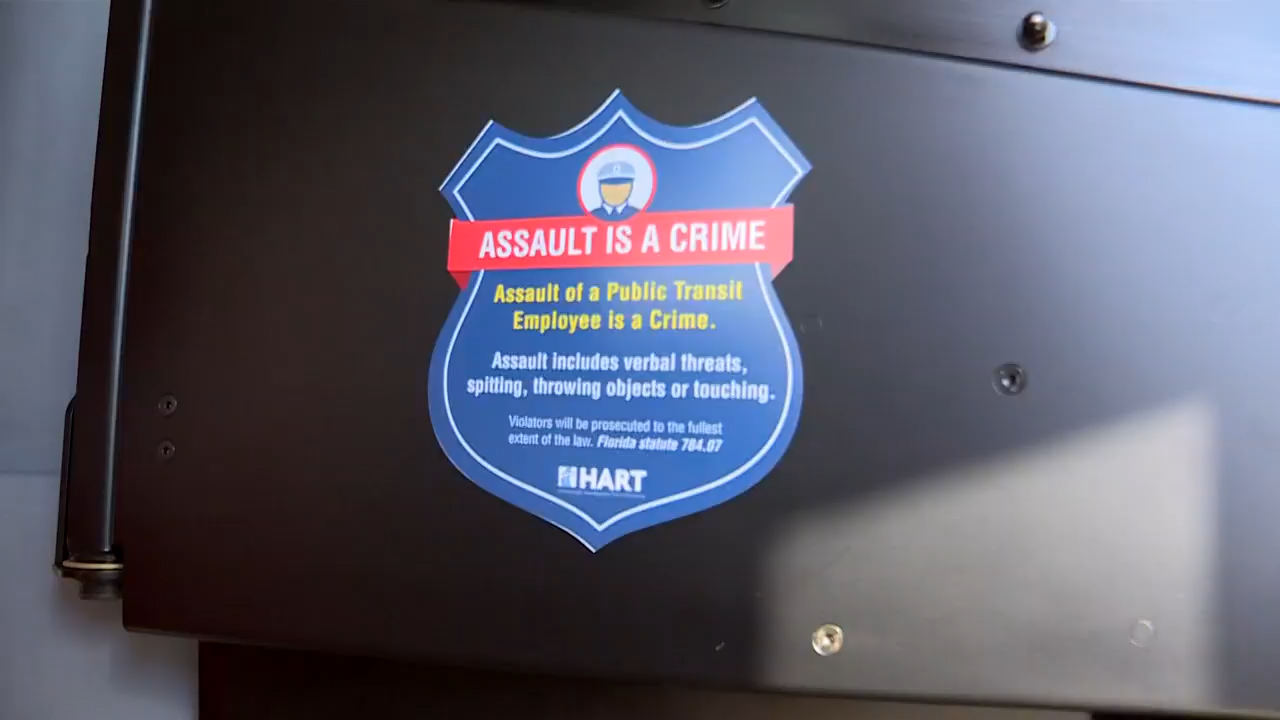 ASSAULT IS A CRIME
Assault of a Public Transit
Employee is a Crime.
Assault includes verbal threats,
spitting, throwing objects or touching.
Violators will be prosecuted to the fullest
extent of the law. Florida statute 784.07
HART